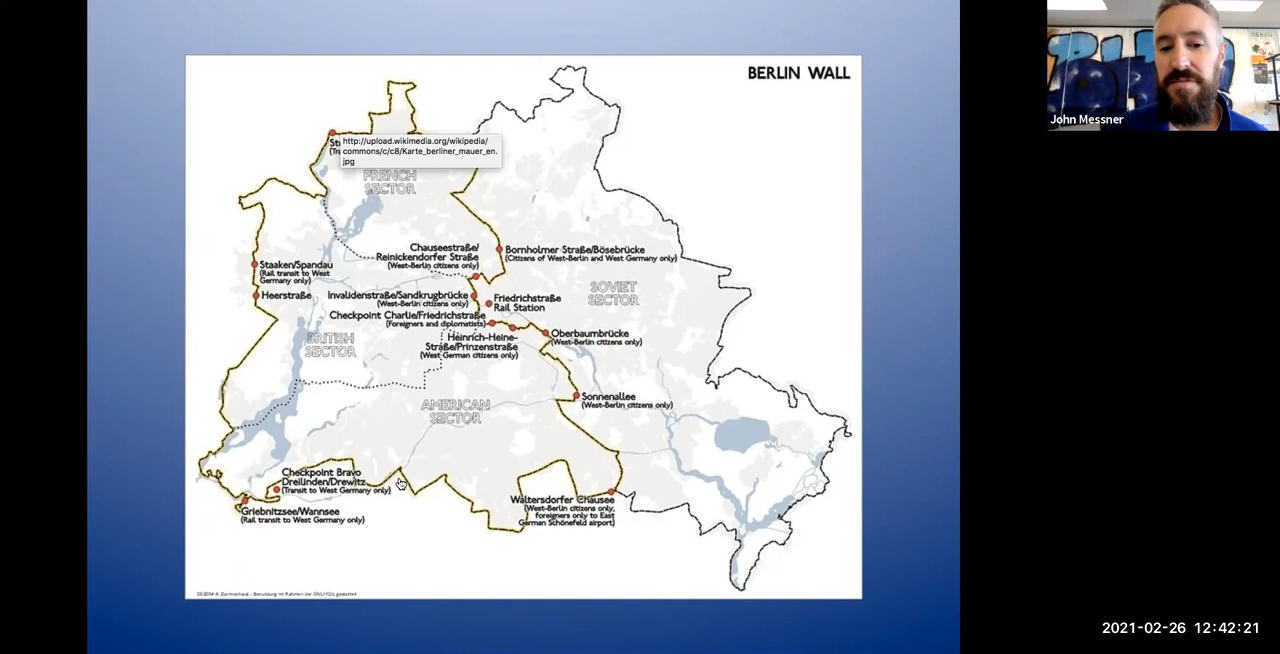 BERLIN WALL
John Messner
http://upload.wikimedia.org/wikipedia/
commons/c/c8/Karte_berliner_mauer_en.
jpg
FRENCH
SECTOR
Chauseestraße/
Reinickendorfer Straße
(West-Berlin citizens only)
Bornholmer Straße/Bösebrücke
(Citizens of West-Berlin and West Germany only)
Staaken/Spandau
(Rail transit to West
Germany only)
Heerstraße
Invalidenstraße/Sandkrugbrücke
(West-Berlin citizens only)
Friedrichstraße
Rail Station
SOVIET
SECTOR
Checkpoint Charlie/Friedrichstraße
(Foreigners and diplomatists)
Heinrich-Heine-
Straße/Prinzenstraße
(West German citizens only)
Oberbaumbrücke
(West-Berlin citizens only)
BRITISH
SECTOR
Sonnenallee
(West-Berlin citizens only)
AMERICAN
SECTOR
Checkpoint Bravo
Dreilinden/Drewitz
(Transit to West Germany only)
Griebnitzsee/Wannsee
(Rail transit to West Germany only)
Waltersdorfer Chausee
(West-Berlin citizens only,
foreigners only to East
German Schönefeld airport)
2021-02-26 12:42:21